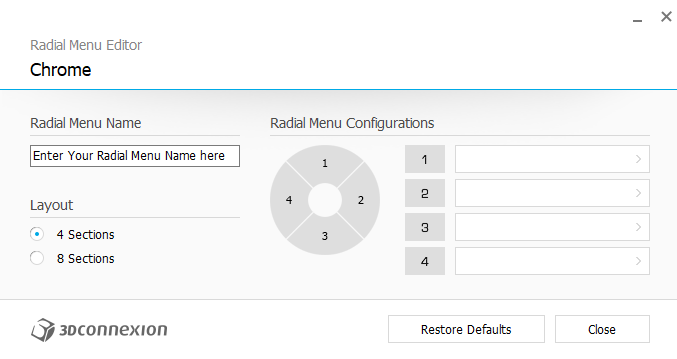 Radial Menu Editor
Chrome
Radial Menu Name
Enter Your Radial Menu Name here
Layout
4 Sections
8 Sections
Radial Menu Configurations
1
4 2
3
1
2
3
4
3Dconnexion
Restore Defaults
Close